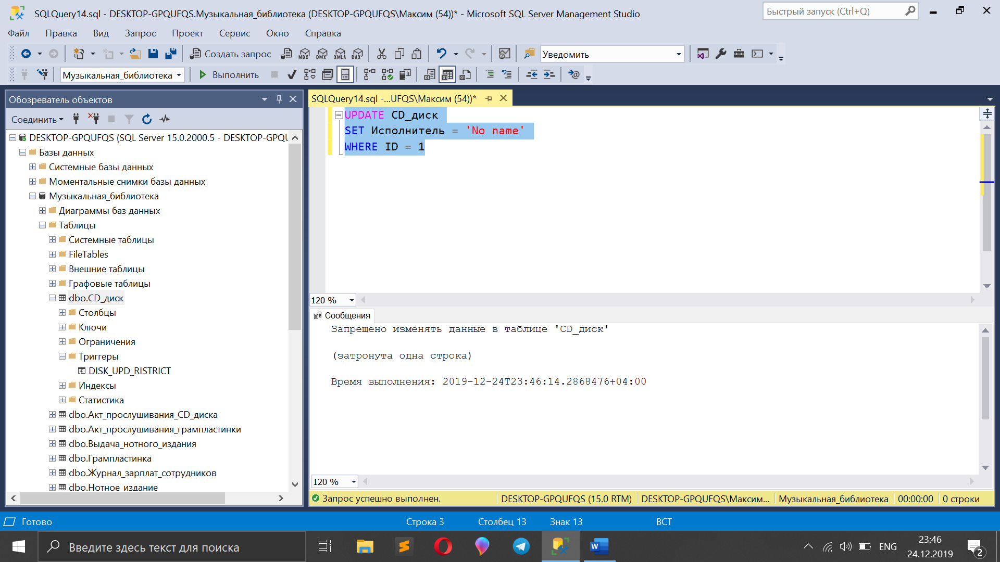 SQLQuery14.sql - DESKTOP-GPQUFQS.Музыкальная_библиотека (DESKTOP-GPQUFQS\Максим (54))* - Microsoft SQL Server Management Studio
Быстрый запуск (Ctrl+Q)
Файл Правка Вид Запрос Проект Сервис Окно Справка
Создать запрос MDX DMX XMLA DAX Уведомить
Музыкальная_библиотека Выполнить
Обозреватель объектов
Соединить
DESKTOP-GPQUFQS (SQL Server 15.0.2000.5 - DESKTOP-GPQU
Базы данных
Системные базы данных
Моментальные снимки базы данных
Музыкальная_библиотека
Диаграммы баз данных
Таблицы
Системные таблицы
FileTables
Внешние таблицы
Графовые таблицы
dbo.CD_диск
Столбцы
Ключи
Ограничения
Триггеры
DISK_UPD_RISTRICT
Индексы
Статистика
dbo.Акт_прослушивания_CD_диска
dbo.Акт_прослушивания_грампластинки
dbo.Выдача_нотного_издания
dbo.Грампластинка
dbo.Журнал_зарплат_сотрудников
dbo.Нотное_издание
SQLQuery14.sql -...UFQS\Максим (54))*
UPDATE CD_диск
SET Исполнитель = 'No name'
WHERE ID = 1
120 %
Сообщения
Запрещено изменять данные в таблице 'CD_диск'
(затронута одна строка)
Время выполнения: 2019-12-24T23:46:14.2868476+04:00
120 %
Запрос успешно выполнен. DESKTOP-GPQUFQS (15.0 RTM) DESKTOP-GPQUFQS\Максим... Музыкальная_библиотека 00:00:00 0 строки
Готово Строка 3 Столбец 13 Знак 13 ВСТ
Введите здесь текст для поиска
ENG
23:46
24.12.2019
2